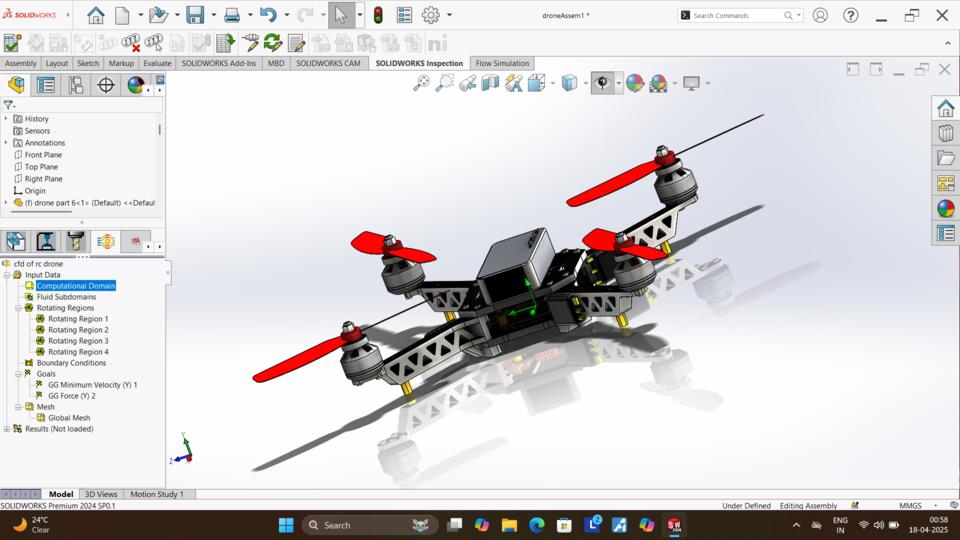 SOLIDWORKS
droneAssem1 *
Search Commands
Assembly Layout Sketch Markup Evaluate SOLIDWORKS Add-Ins MBD SOLIDWORKS CAM SOLIDWORKS Inspection Flow Simulation
History
Sensors
Annotations
Front Plane
Top Plane
Right Plane
Origin
(f) drone part 6<1> (Default) <<Defaul
cfd of rc drone
Input Data
Computational Domain
Fluid Subdomains
Rotating Regions
Rotating Region 1
Rotating Region 2
Rotating Region 3
Rotating Region 4
Boundary Conditions
Goals
GG Minimum Velocity (Y) 1
GG Force (Y) 2
Mesh
Global Mesh
Results (Not loaded)
Y
Z
Model 3D Views Motion Study 1
SOLIDWORKS Premium 2024 SP0.1
Under Defined Editing Assembly MMGS
24°C
Clear
Search
ENG
IN
00:58
18-04-2025